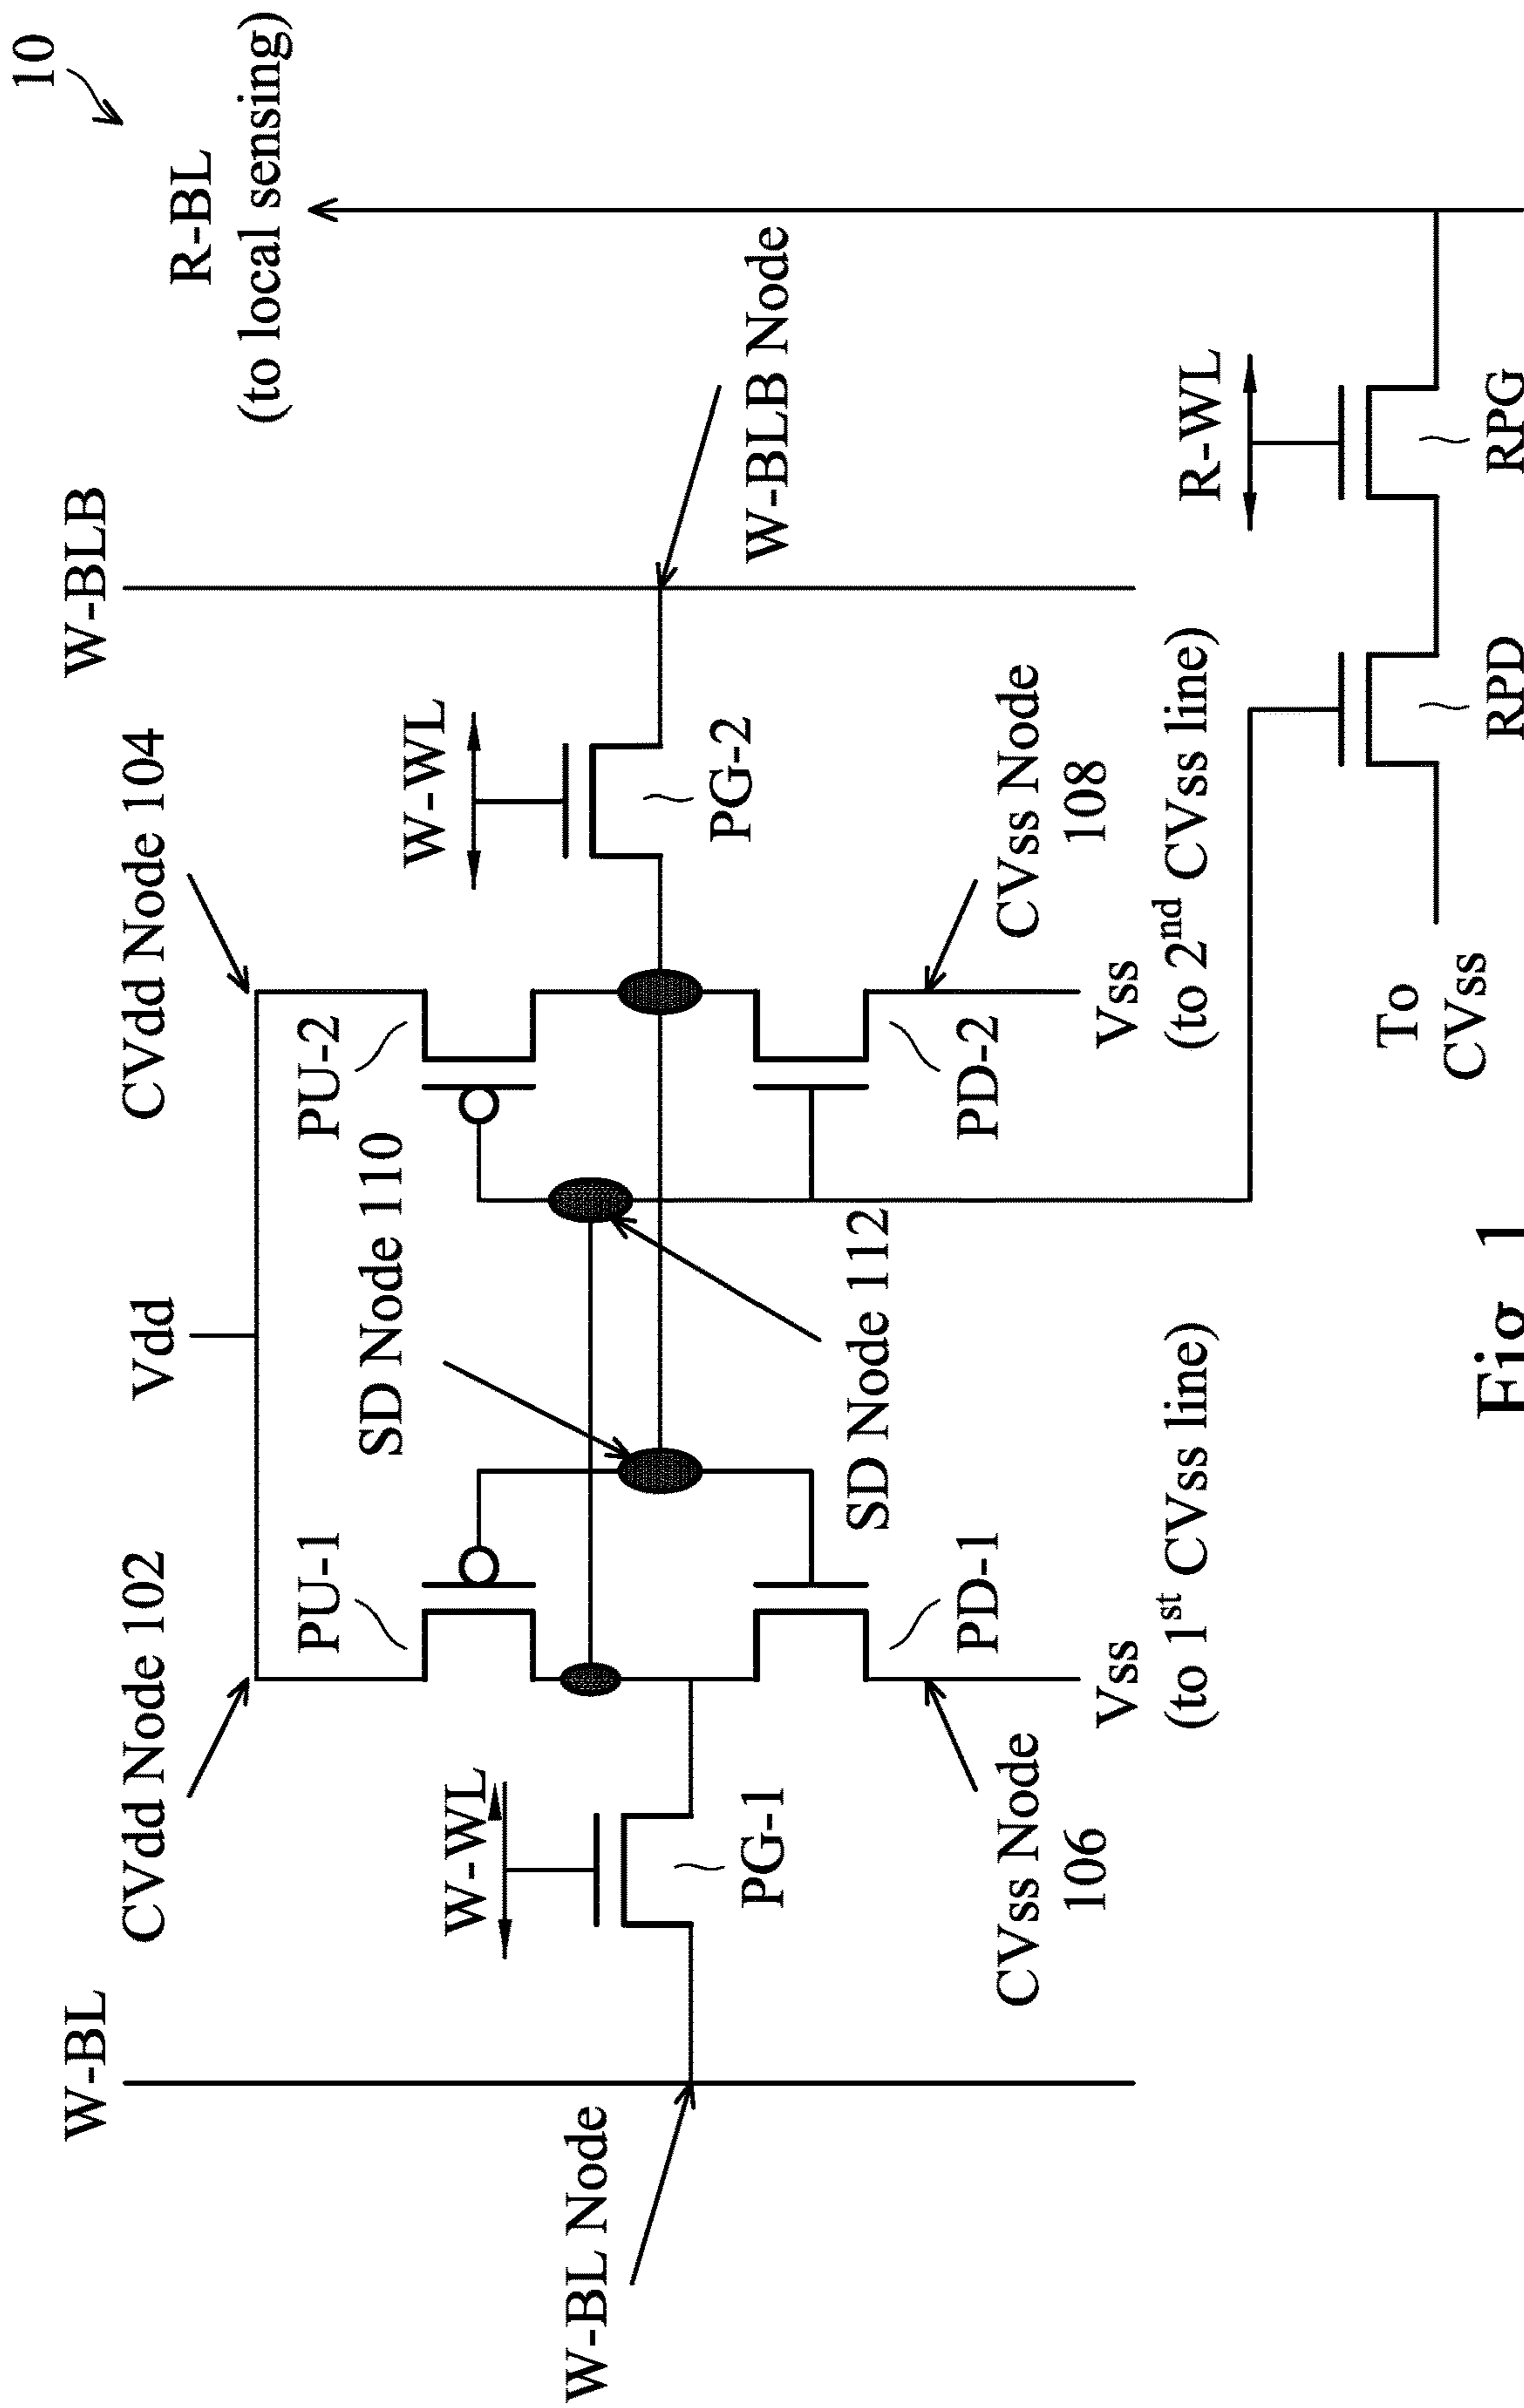 10
R-BL
(to local sensing)
W-BL
W-BLB
CVdd Node 102
Vdd
CVdd Node 104
PU-1
PU-2
SD Node 110
W-WL
W-WL
W-BL Node
PG-1
PG-2
W-BLB Node
SD Node 112
PD-1
PD-2
CVss Node
106
CVss Node
108
Vss
(to 1st CVss line)
Vss
(to 2nd CVss line)
R-WL
To
CVss
RPD
RPG
Fig. 1